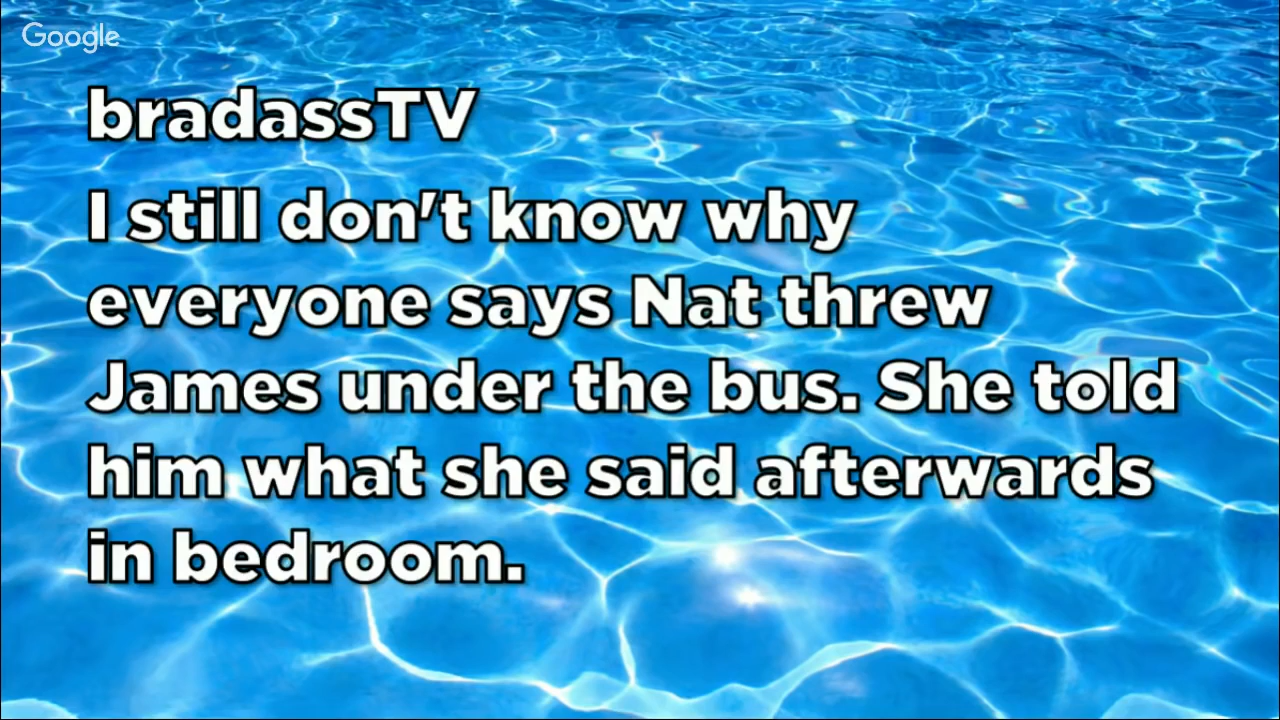 Google
bradassTV
I still don't know why
everyone says Nat threw
James under the bus. She told
him what she said afterwards
in bedroom.